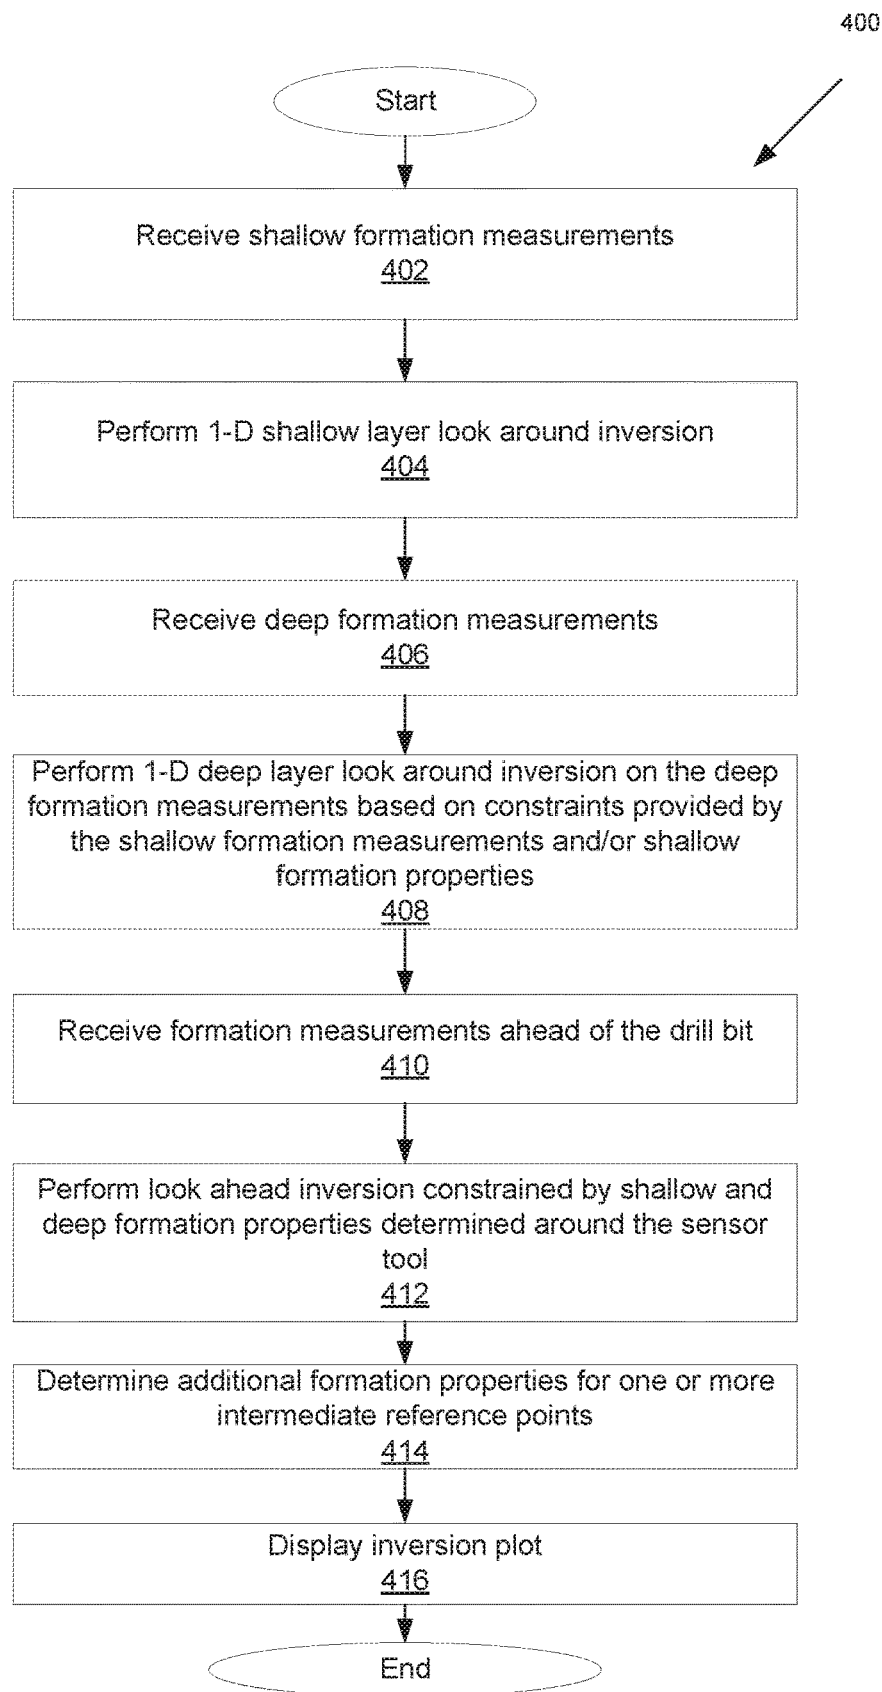 400
Start
Receive shallow formation measurements
402
Perform 1-D shallow layer look around inversion
404
Receive deep formation measurements
406
Perform 1-D deep layer look around inversion on the deep
formation measurements based on constraints provided by
the shallow formation measurements and/or shallow
formation properties
408
Receive formation measurements ahead of the drill bit
410
Perform look ahead inversion constrained by shallow and
deep formation properties determined around the sensor
tool
412
Determine additional formation properties for one or more
intermediate reference points
414
Display inversion plot
416
End